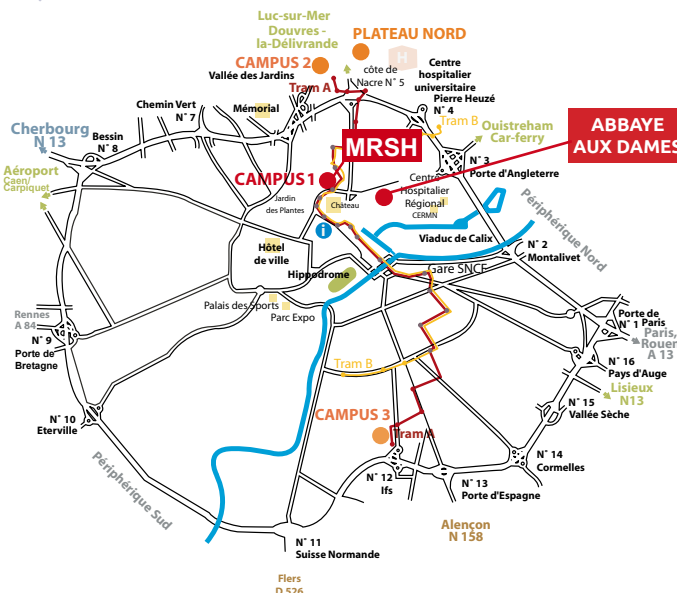 Luc-sur-Mer
Douvres -
la-Délivrande
PLATEAU NORD
H
CAMPUS 2
Vallée des Jardins
côte de
Nacre N° 5
Centre
hospitalier
universitaire
Pierre Heuzé
N° 4
Tram A
Chemin Vert
N° 7
Mémorial
Tram B
Ouistreham
Car-ferry
ABBAYE
AUX DAMES
Cherbourg
N 13
Bessin
N° 8
MRSH
N° 3
Porte d'Angleterre
Aéroport
Caen/
Carpiquet
CAMPUS 1
Centre
Hospitalier
Régional
CERMN
Jardin
des Plantes
Château
i
Périphérique Nord
Viaduc de Calix
N° 2
Montalivet
Hôtel
de ville
Hippodrome
Gare SNCF
Palais des Sports
Parc Expo
Rennes
A 84
N° 9
Porte de
Bretagne
Porte de
N° 1 Paris
Paris,
Rouen
A 13
N° 16
Pays d'Auge
Tram B
Lisieux
N13
N° 15
Vallée Sèche
N° 10
Eterville
CAMPUS 3
Tram A
N° 14
Cormelles
Périphérique Sud
N° 12
Ifs
N° 13
Porte d'Espagne
Alençon
N 158
N° 11
Suisse Normande
Flers
D 526